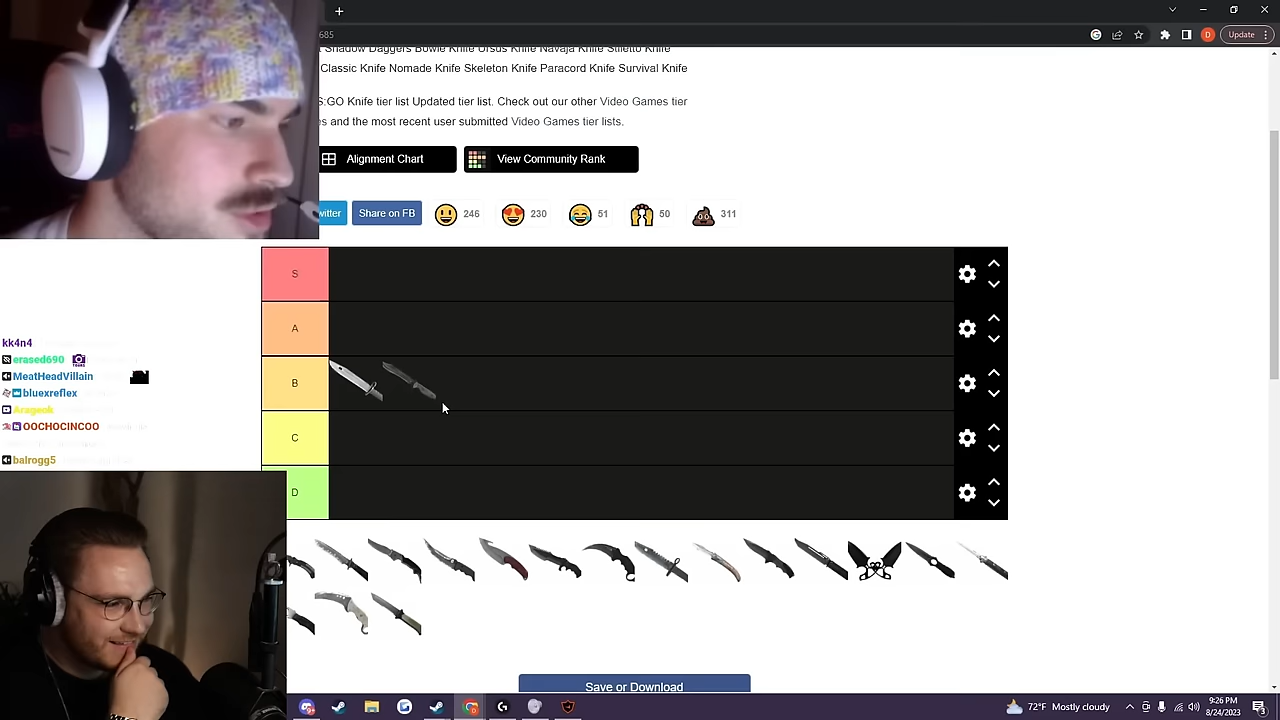 685
Update
Shadow Daggers Bowie Knife Ursus Knife Navaja Knife Stiletto Knife
Classic Knife Nomade Knife Skeleton Knife Paracord Knife Survival Knife
S:GO Knife tier list Updated tier list. Check out our other Video Games tier
es and the most recent user submitted Video Games tier lists.
Alignment Chart
View Community Rank
witter
Share on FB
246
230
51
50
311
S
A
B
C
D
kk4n4
erased690
MeatHeadVillain
bluexreflex
Arageok
OOCHOCINCOO
balrogg5
Save or Download
72°F Mostly cloudy
9:26 PM
8/24/2023